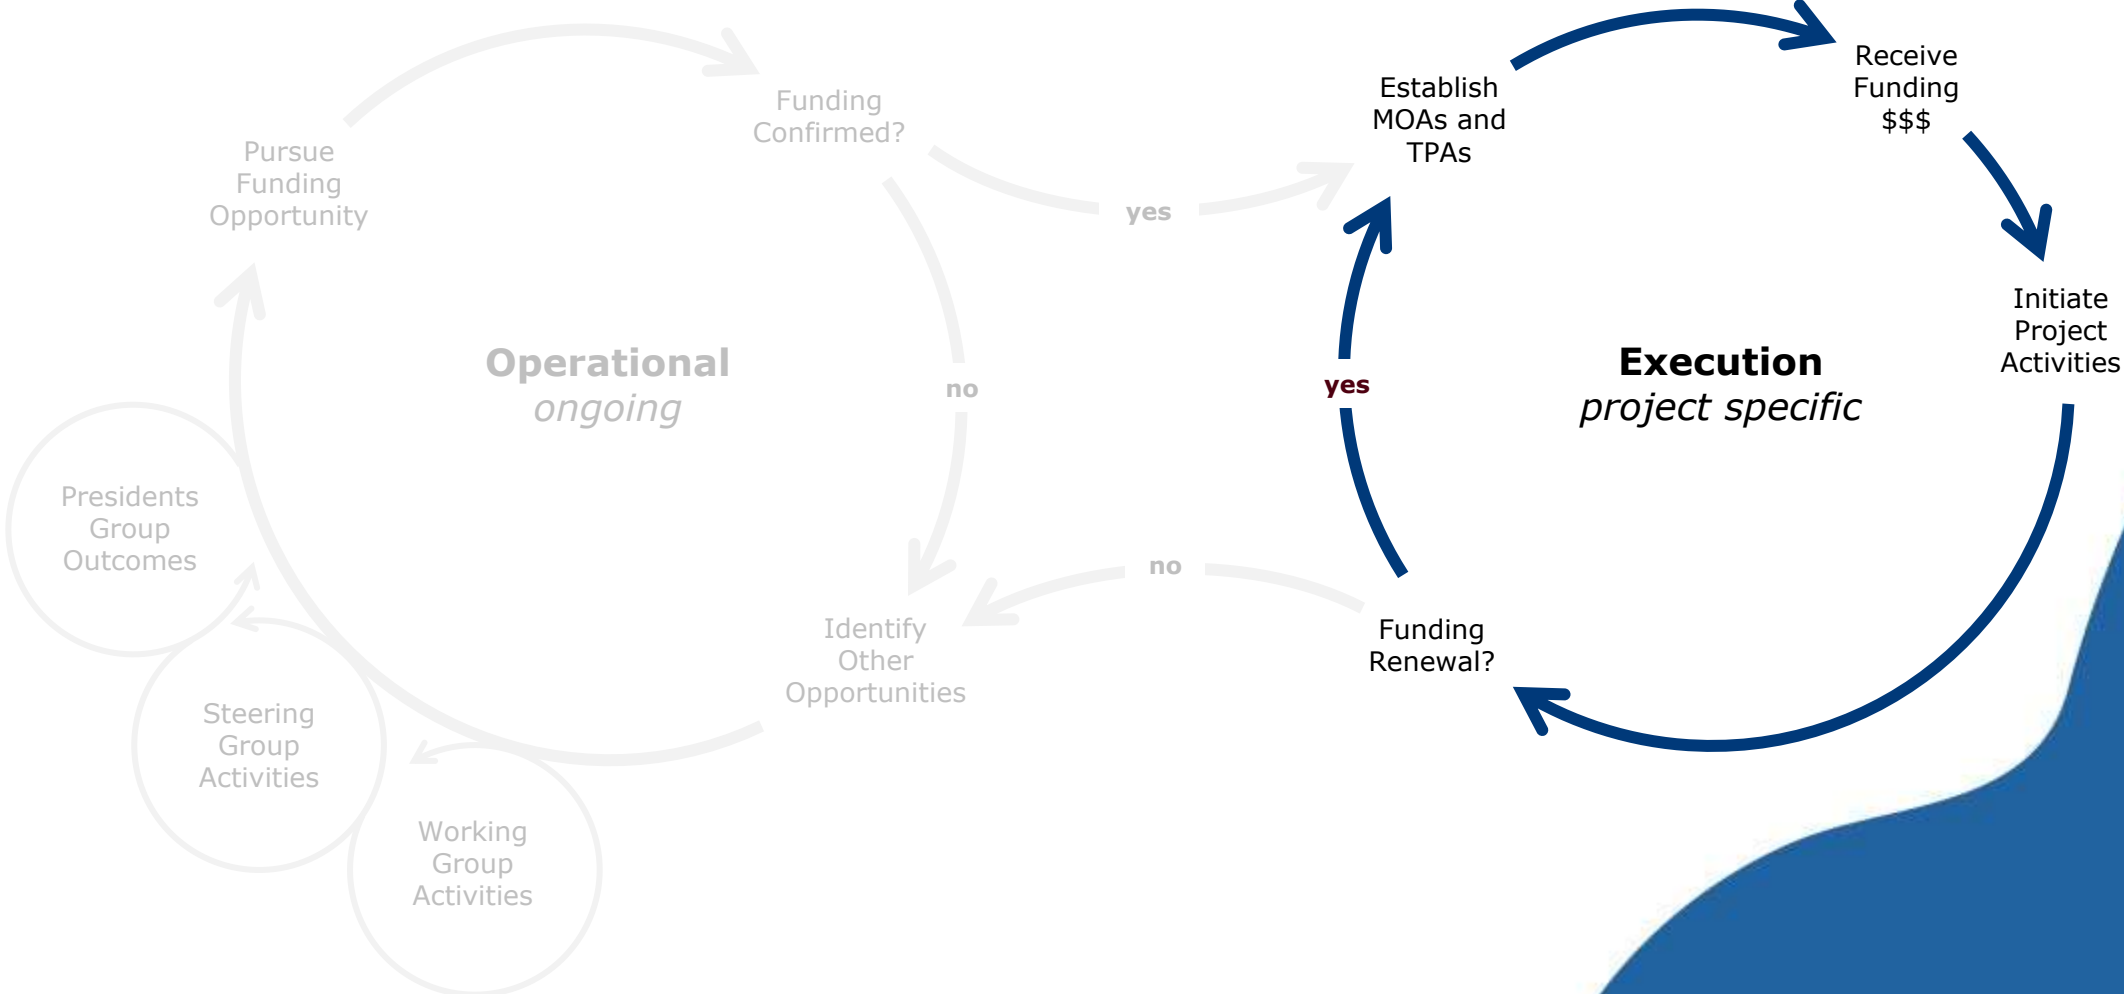 Pursue
Funding
Opportunity
Funding
Confirmed?
yes
no
Operational
ongoing
Presidents
Group
Outcomes
Steering
Group
Activities
Working
Group
Activities
Identify
Other
Opportunities
no
Establish
MOAs and
TPAs
Receive
Funding
$$$
Initiate
Project
Activities
Execution
project specific
yes
Funding
Renewal?